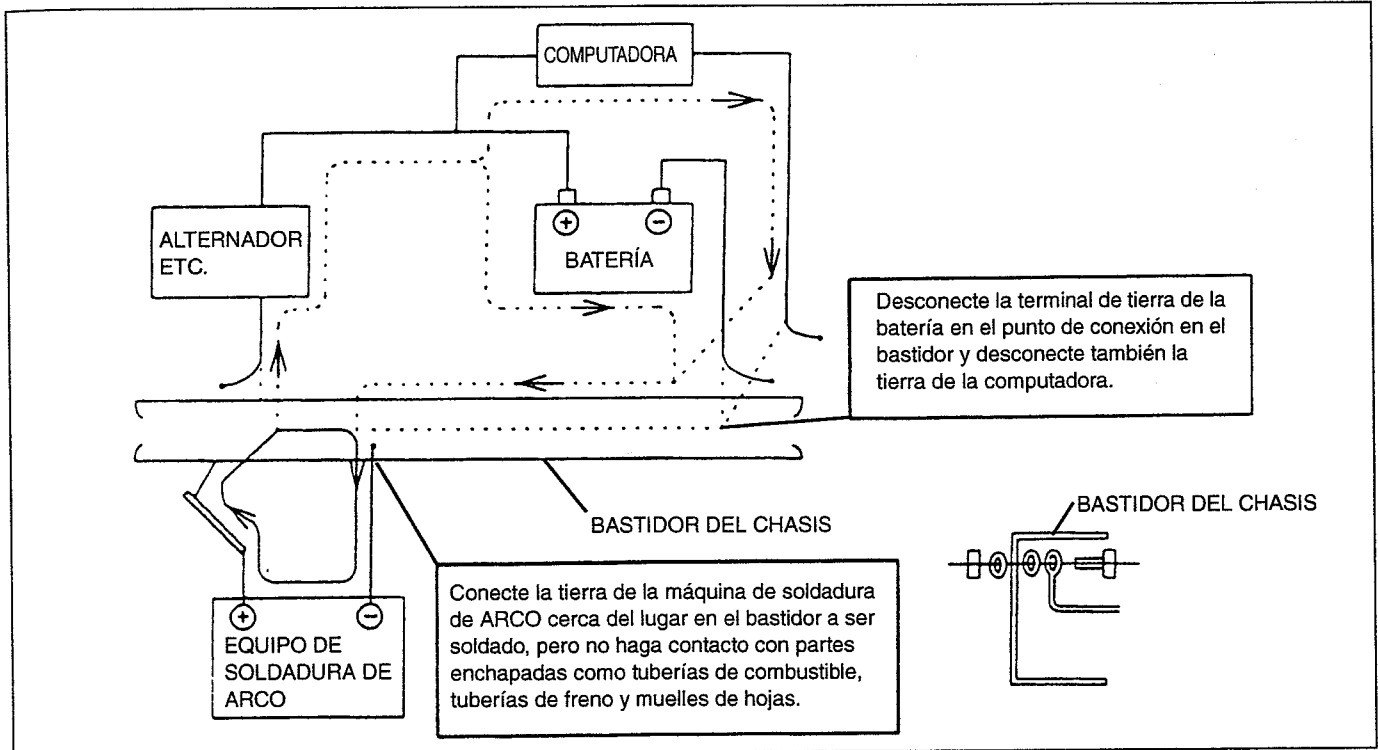 COMPUTADORA
ALTERNADOR
ETC.
+
−
BATERÍA
Desconecte la terminal de tierra de la
batería en el punto de conexión en el
bastidor y desconecte también la
tierra de la computadora.
BASTIDOR DEL CHASIS
BASTIDOR DEL CHASIS
Conecte la tierra de la máquina de soldadura
de ARCO cerca del lugar en el bastidor a ser
soldado, pero no haga contacto con partes
enchapadas como tuberías de combustible,
tuberías de freno y muelles de hojas.
+
−
EQUIPO DE
SOLDADURA DE
ARCO